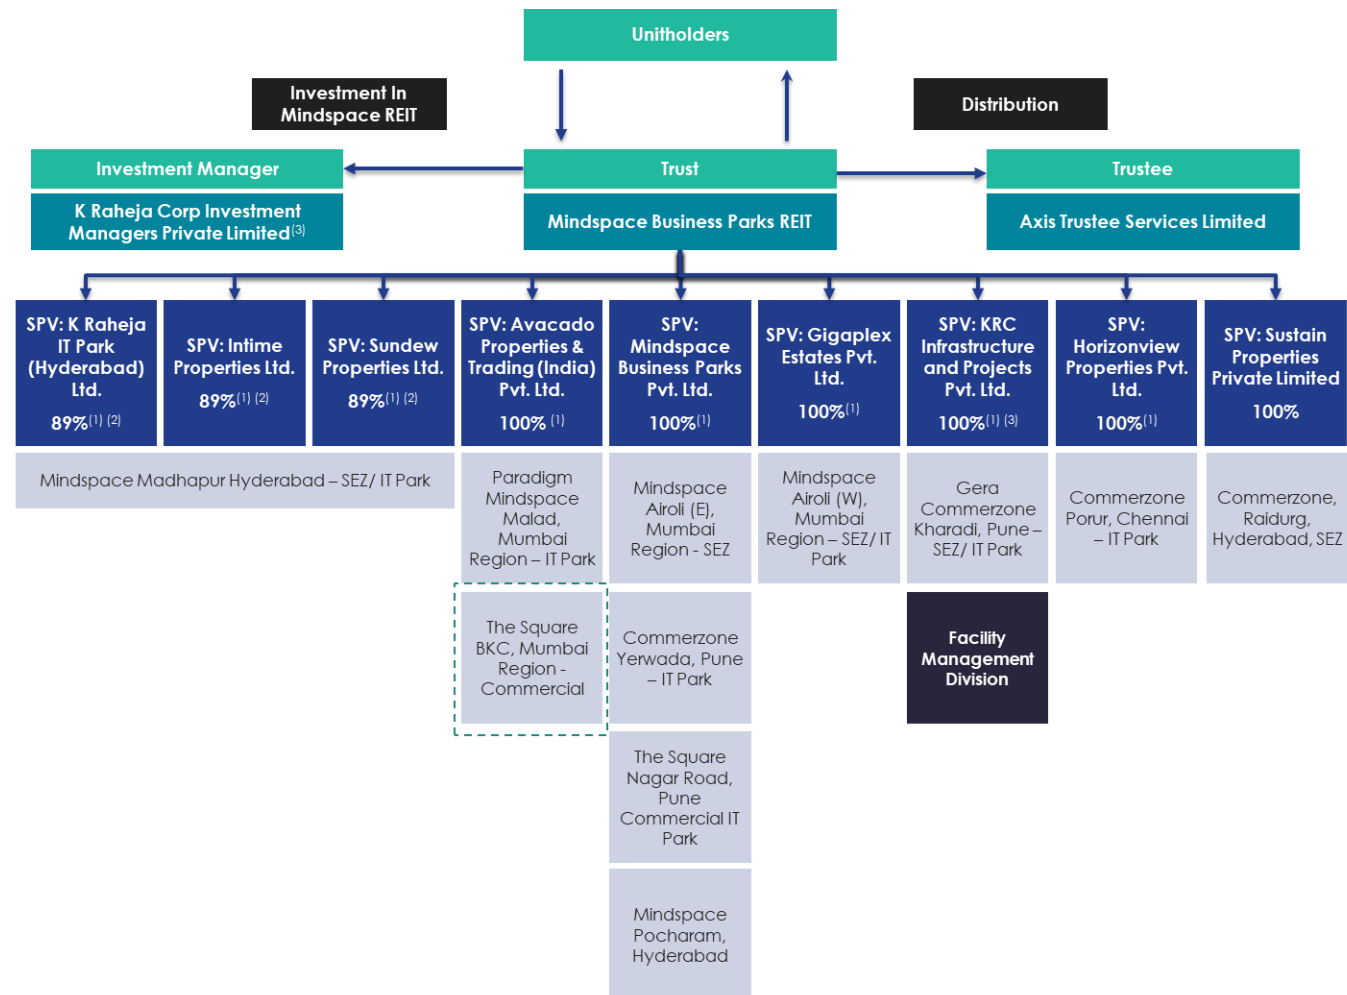 Unitholders
Investment In
Mindspace REIT
Distribution
Investment Manager
Trust
Trustee
K Raheja Corp Investment
Managers Private Limited(3)
Mindspace Business Parks REIT
Axis Trustee Services Limited
SPV: K Raheja
IT Park
(Hyderabad)
Ltd.
89%(1) (2)
SPV: Intime
Properties Ltd.
89%(1) (2)
SPV: Sundew
Properties Ltd.
89%(1) (2)
SPV: Avacado
Properties &
Trading (India)
Pvt. Ltd.
100% (1)
SPV:
Mindspace
Business Parks
Pvt. Ltd.
100%(1)
SPV: Gigaplex
Estates Pvt.
Ltd.
100%(1)
SPV: KRC
Infrastructure
and Projects
Pvt. Ltd.
100%(1) (3)
SPV:
Horizonview
Properties Pvt.
Ltd.
100%(1)
SPV: Sustain
Properties
Private Limited
100%
Mindspace Madhapur Hyderabad – SEZ/ IT Park
Paradigm
Mindspace
Malad,
Mumbai
Region – IT Park
Mindspace
Airoli (E),
Mumbai
Region - SEZ
Mindspace
Airoli (W),
Mumbai
Region – SEZ/ IT
Park
Gera
Commerzone
Kharadi, Pune –
SEZ/ IT Park
Commerzone
Porur, Chennai
– IT Park
Commerzone,
Raidurg,
Hyderabad, SEZ
The Square
BKC, Mumbai
Region -
Commercial
Commerzone
Yerwada, Pune
– IT Park
Facility
Management
Division
The Square
Nagar Road,
Pune
Commercial IT
Park
Mindspace
Pocharam,
Hyderabad